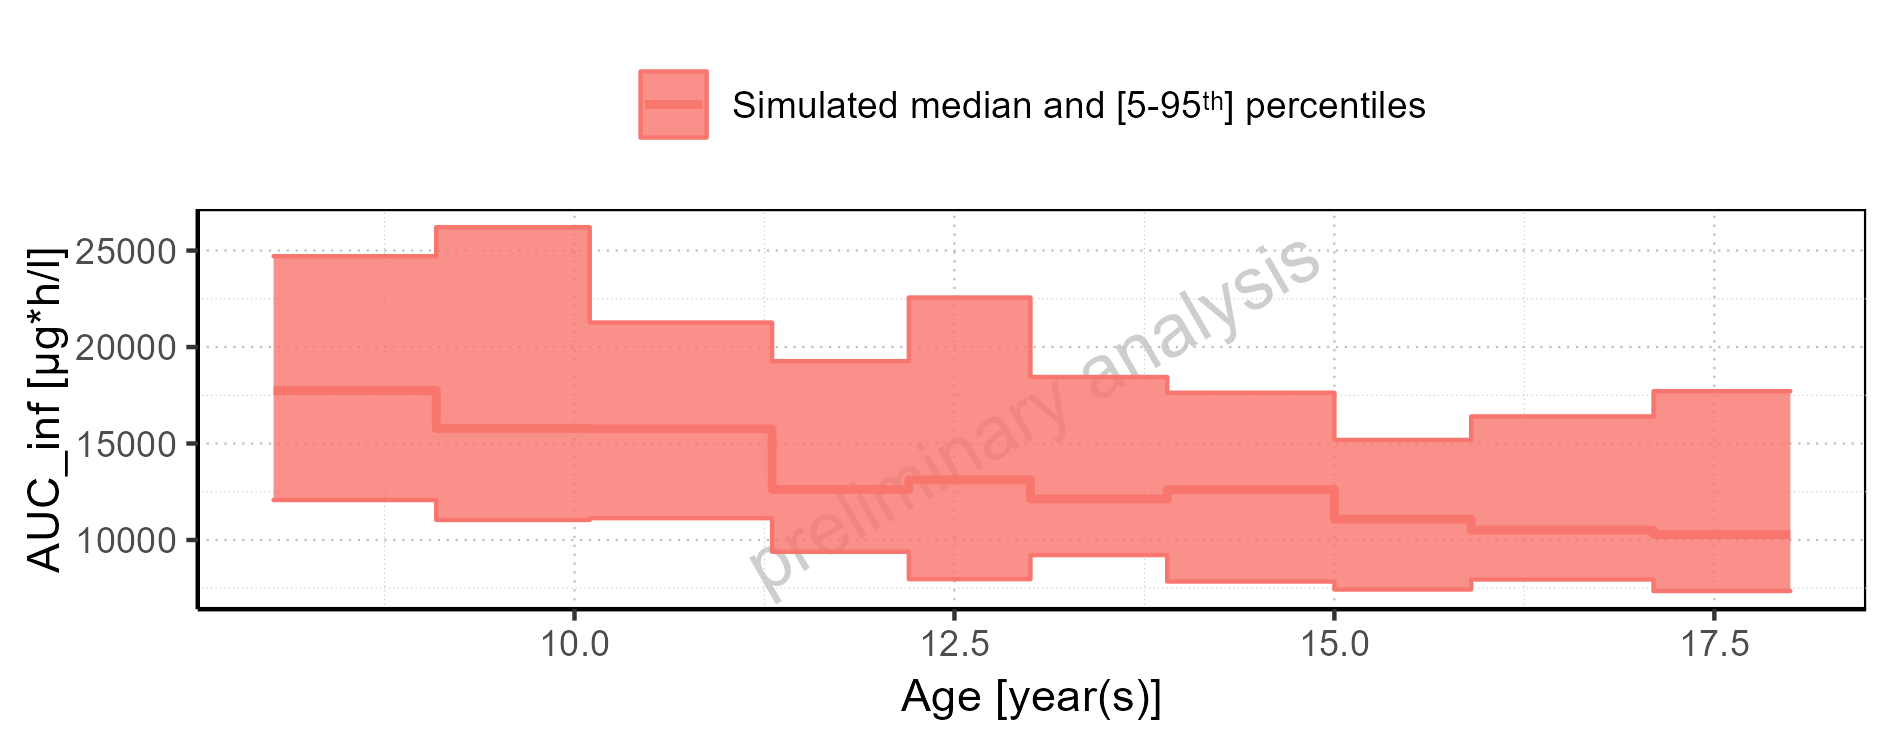 Simulated median and [5-95ᵗʰ] percentiles
AUC_inf [µg*h/l]
25000
20000
15000
10000
preliminary analysis
10.0
12.5
15.0
17.5
Age [year(s)]